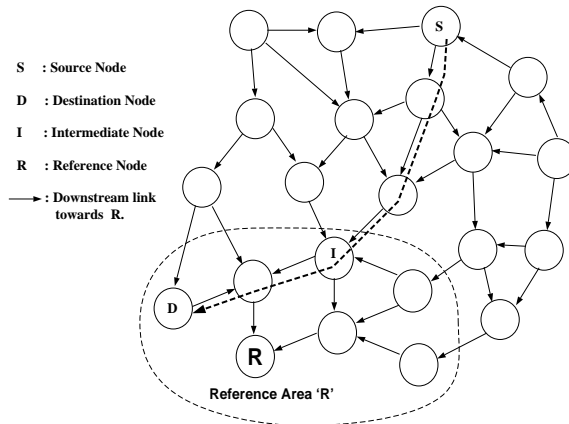 S : Source Node
D : Destination Node
I : Intermediate Node
R : Reference Node
: Downstream link
towards R.
S
I
D
R
Reference Area 'R'